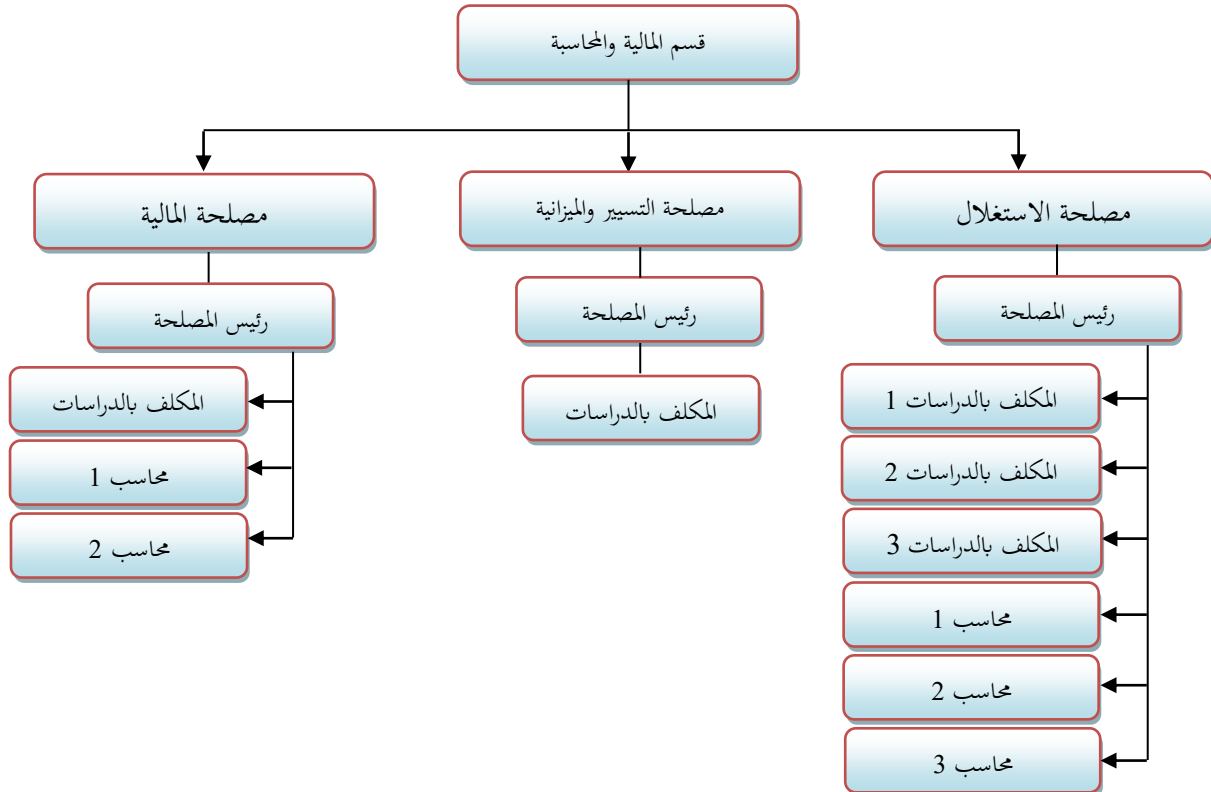 قسم المالية والمحاسبة
مصلحة الاستغلال
مصلحة التسيير والميزانية
مصلحة المالية
رئيس المصلحة
رئيس المصلحة
رئيس المصلحة
المكلف بالدراسات 1
المكلف بالدراسات 2
المكلف بالدراسات 3
محاسب 1
محاسب 2
محاسب 3
المكلف بالدراسات
المكلف بالدراسات
محاسب 1
محاسب 2